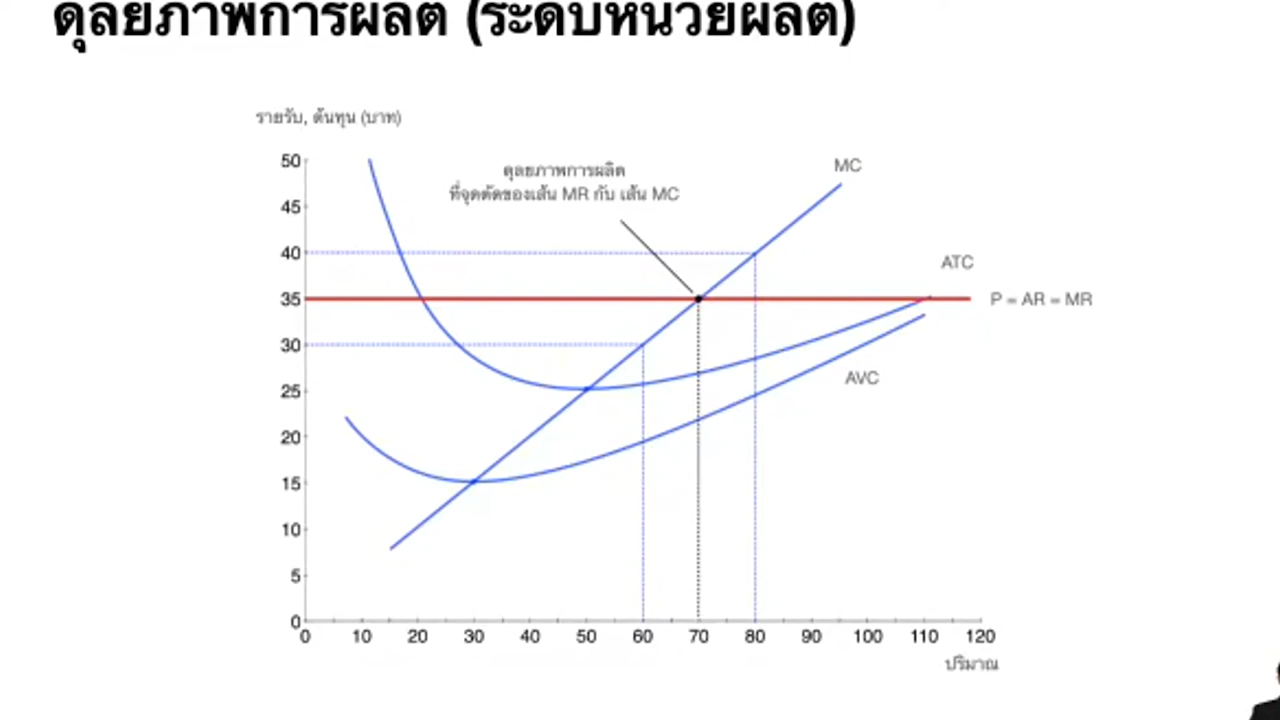 ดุลยภาพการผลิต (ระดับหน่วยผลิต)
รายรับ, ต้นทุน (บาท)
ดุลยภาพการผลิต
ที่จุดตัดของเส้น MR กับ เส้น MC
MC
ATC
P = AR = MR
AVC
50
45
40
35
30
25
20
15
10
5
0
0 10 20 30 40 50 60 70 80 90 100 110 120
ปริมาณ